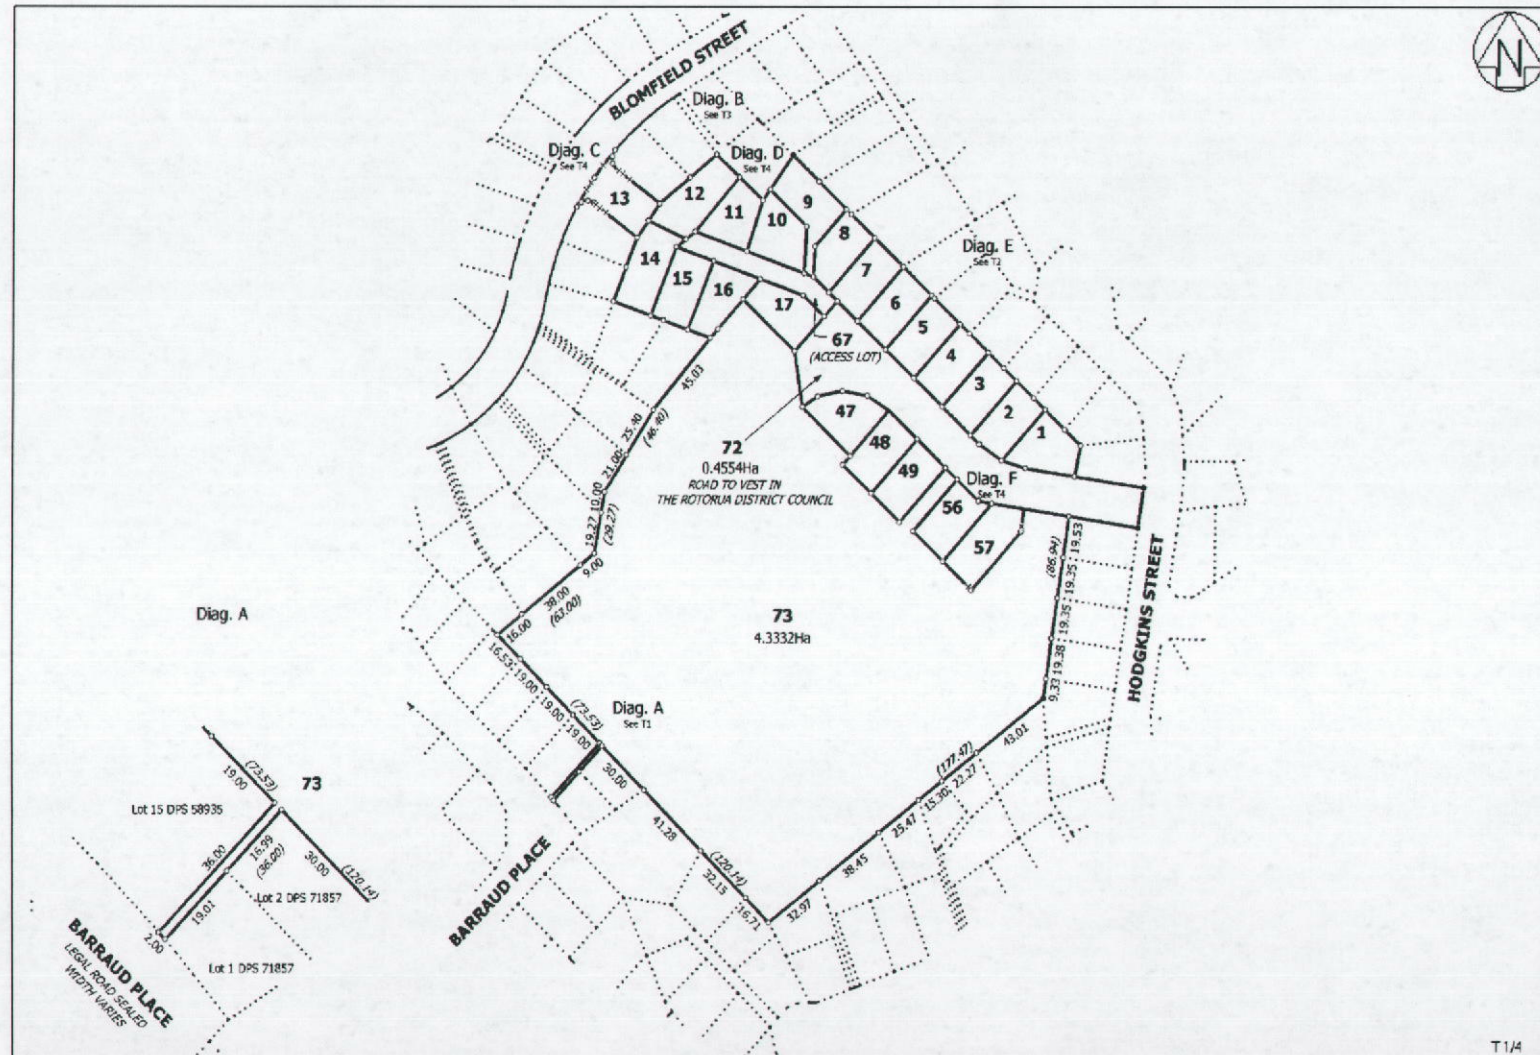 N
BLOMFIELD STREET
Diag. B
See T3
Diag. C
See T4
Diag. D
See T4
Diag. E
See T2
13
12
11
10
9
8
7
6
5
4
3
2
1
14
15
16
17
67
(ACCESS LOT)
47
48
49
56
57
Diag. F
See T4
72
0.4554Ha
ROAD TO VEST IN
THE ROTORUA DISTRICT COUNCIL
45.03
25.40
(46.40)
21.00
10.00
19.27
(29.27)
9.00
38.00
(63.00)
16.00
16.53
19.00
19.00
(73.53)
19.00
73
4.3332Ha
19.53
(86.94)
19.35
19.35
19.38
9.33
HODGKINS STREET
43.01
(177.47)
22.27
15.30
25.47
38.45
32.97
Diag. A
See T1
30.00
41.28
(120.14)
32.15
16.71
BARRAUD PLACE
Diag. A
19.00
(73.53)
73
Lot 15 DPS 58935
36.00
16.99
(36.00)
30.00
(120.14)
19.01
Lot 2 DPS 71857
2.00
Lot 1 DPS 71857
BARRAUD PLACE
LEGAL ROAD SEALED
WIDTH VARIES
T 1/4